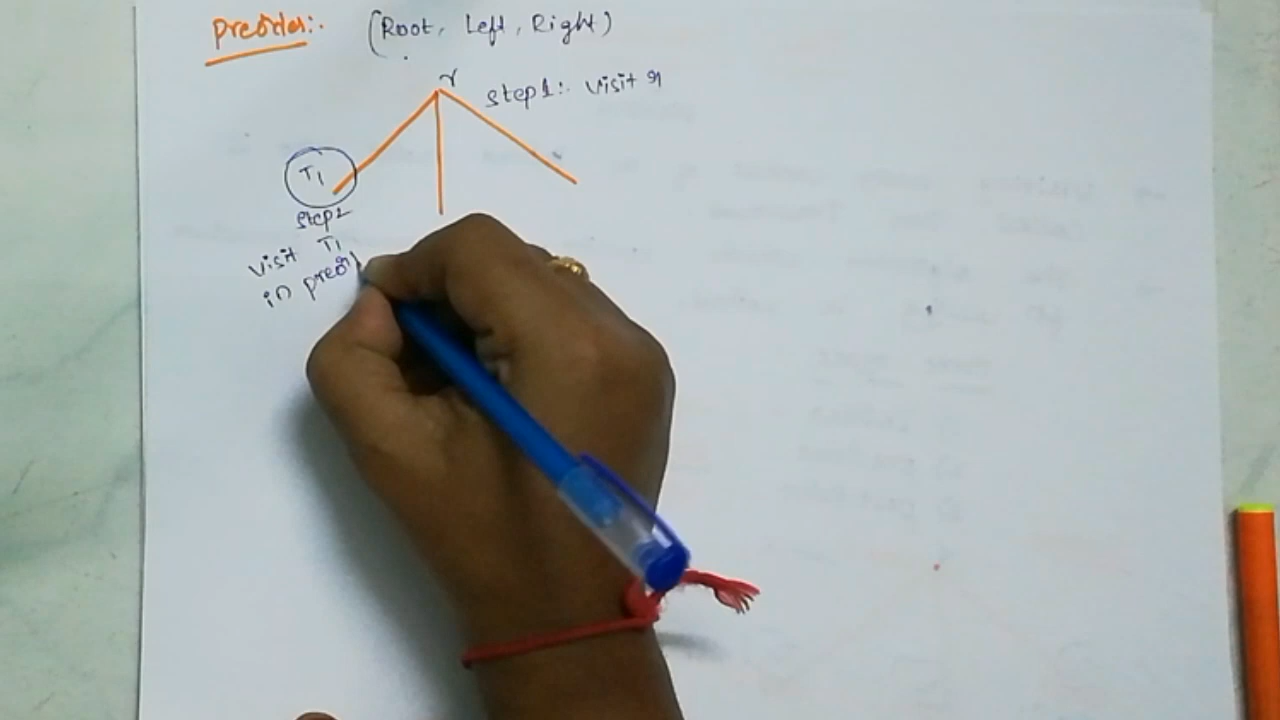 Preorder:. (Root, Left, Right)
r
Step1:. Visit r
T1
Step2
Visit T1
in preor